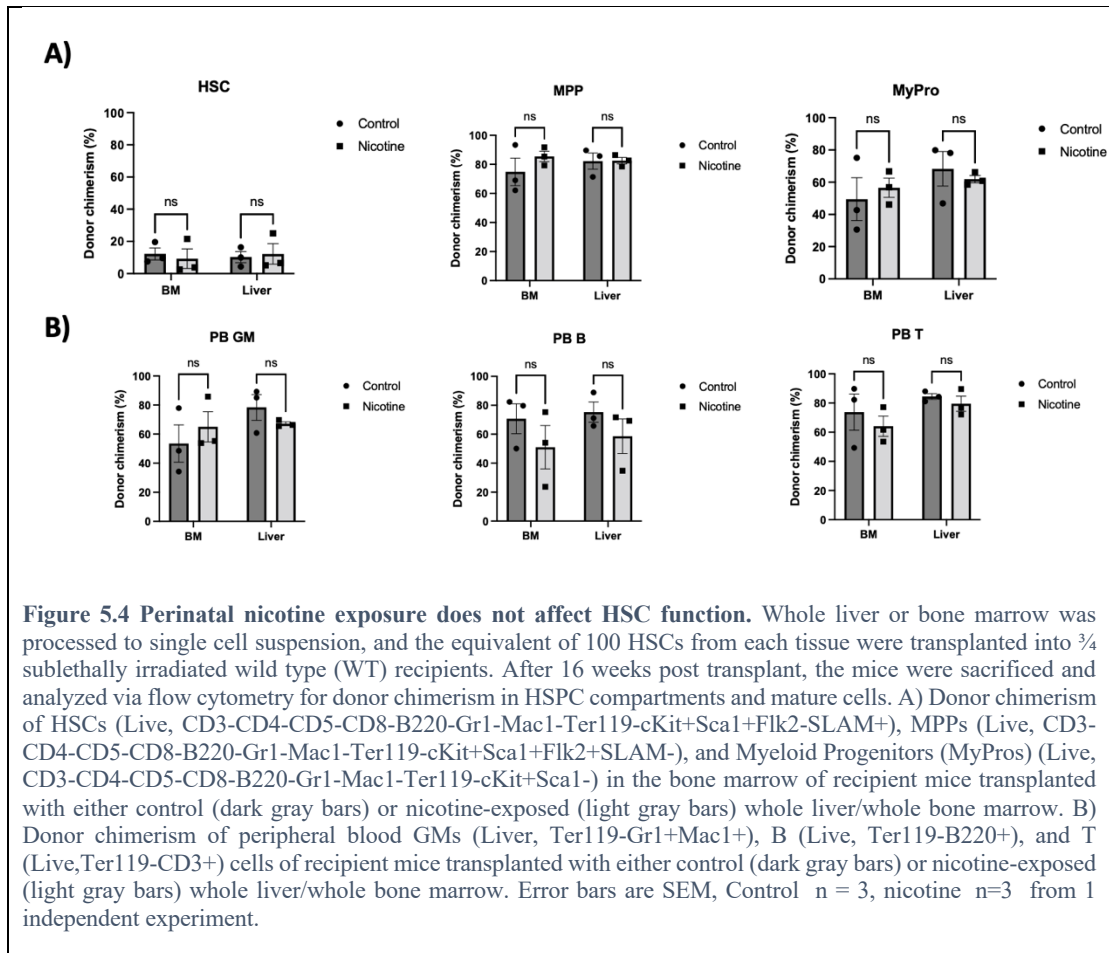 A)
HSC
Donor chimerism (%)
100
80
60
40
20
0
ns
ns
BM
Liver
Control
Nicotine
MPP
Donor chimerism (%)
100
80
60
40
20
0
ns
ns
BM
Liver
Control
Nicotine
MyPro
Donor chimerism (%)
100
80
60
40
20
0
ns
ns
BM
Liver
Control
Nicotine
B)
PB GM
Donor chimerism (%)
100
80
60
40
20
0
ns
ns
BM
Liver
Control
Nicotine
PB B
Donor chimerism (%)
100
80
60
40
20
0
ns
ns
BM
Liver
Control
Nicotine
PB T
Donor chimerism (%)
100
80
60
40
20
0
ns
ns
BM
Liver
Control
Nicotine
Figure 5.4 Perinatal nicotine exposure does not affect HSC function. Whole liver or bone marrow was
processed to single cell suspension, and the equivalent of 100 HSCs from each tissue were transplanted into ¾
sublethally irradiated wild type (WT) recipients. After 16 weeks post transplant, the mice were sacrificed and
analyzed via flow cytometry for donor chimerism in HSPC compartments and mature cells. A) Donor chimerism
of HSCs (Live, CD3-CD4-CD5-CD8-B220-Gr1-Mac1-Ter119-cKit+Sca1+Flk2-SLAM+), MPPs (Live, CD3-
CD4-CD5-CD8-B220-Gr1-Mac1-Ter119-cKit+Sca1+Flk2+SLAM-), and Myeloid Progenitors (MyPros) (Live,
CD3-CD4-CD5-CD8-B220-Gr1-Mac1-Ter119-cKit+Sca1-) in the bone marrow of recipient mice transplanted
with either control (dark gray bars) or nicotine-exposed (light gray bars) whole liver/whole bone marrow. B)
Donor chimerism of peripheral blood GMs (Liver, Ter119-Gr1+Mac1+), B (Live, Ter119-B220+), and T
(Live,Ter119-CD3+) cells of recipient mice transplanted with either control (dark gray bars) or nicotine-exposed
(light gray bars) whole liver/whole bone marrow. Error bars are SEM, Control n = 3, nicotine n=3 from 1
independent experiment.